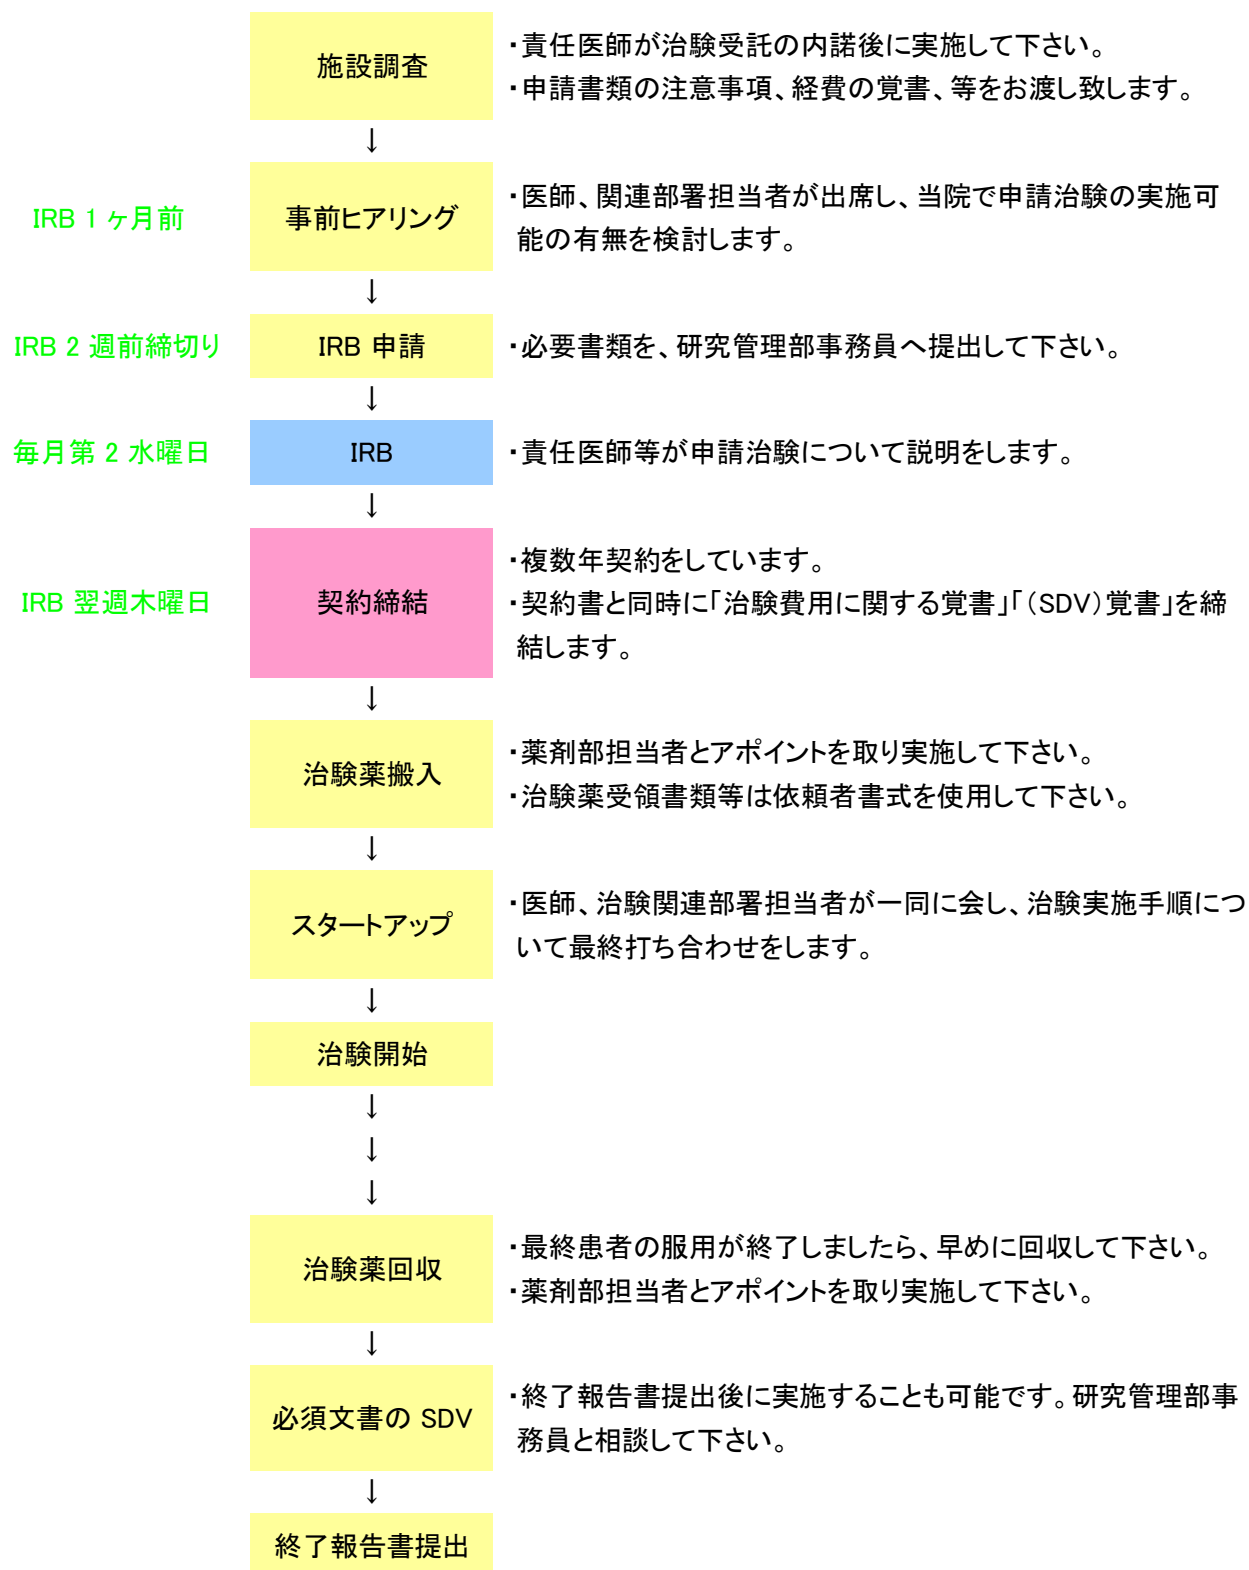 施設調査
・責任医師が治験受託の内諾後に実施して下さい。
・申請書類の注意事項、経費の覚書、等をお渡し致します。
↓
IRB 1 ヶ月前
事前ヒアリング
・医師、関連部署担当者が出席し、当院で申請治験の実施可
能の有無を検討します。
↓
IRB 2 週前締切り
IRB 申請
・必要書類を、研究管理部事務員へ提出して下さい。
↓
毎月第 2 水曜日
IRB
・責任医師等が申請治験について説明をします。
↓
IRB 翌週木曜日
契約締結
・複数年契約をしています。
・契約書と同時に「治験費用に関する覚書」「（SDV）覚書」を締
結します。
↓
治験薬搬入
・薬剤部担当者とアポイントを取り実施して下さい。
・治験薬受領書類等は依頼者書式を使用して下さい。
↓
スタートアップ
・医師、治験関連部署担当者が一同に会し、治験実施手順につ
いて最終打ち合わせをします。
↓
治験開始
↓
↓
↓
治験薬回収
・最終患者の服用が終了しましたら、早めに回収して下さい。
・薬剤部担当者とアポイントを取り実施して下さい。
↓
必須文書の SDV
・終了報告書提出後に実施することも可能です。研究管理部事
務員と相談して下さい。
↓
終了報告書提出